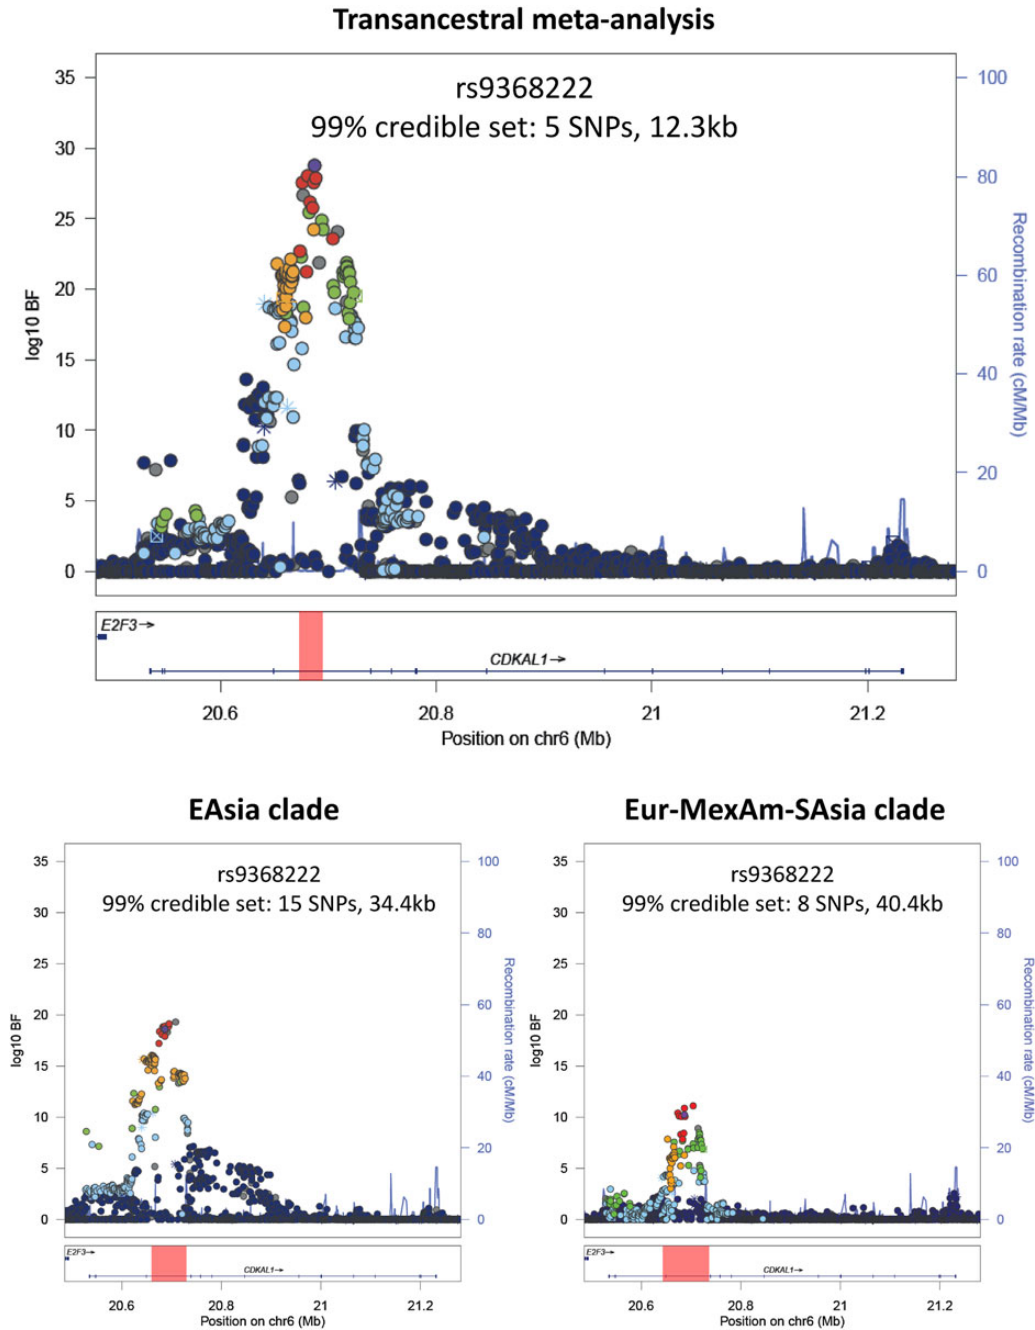 Transancestral meta-analysis
rs9368222
99% credible set: 5 SNPs, 12.3kb
35
30
25
20
15
10
5
0
log10 BF
100
80
60
40
20
0
Recombination rate (cM/Mb)
E2F3→
CDKAL1→
20.6 20.8 21 21.2
Position on chr6 (Mb)
EAsia clade
rs9368222
99% credible set: 15 SNPs, 34.4kb
35
30
25
20
15
10
5
0
log10 BF
100
80
60
40
20
0
Recombination rate (cM/Mb)
E2F3→
CDKAL1→
20.6 20.8 21 21.2
Position on chr6 (Mb)
Eur-MexAm-SAsia clade
rs9368222
99% credible set: 8 SNPs, 40.4kb
35
30
25
20
15
10
5
0
log10 BF
100
80
60
40
20
0
Recombination rate (cM/Mb)
E2F3→
CDKAL1→
20.6 20.8 21 21.2
Position on chr6 (Mb)